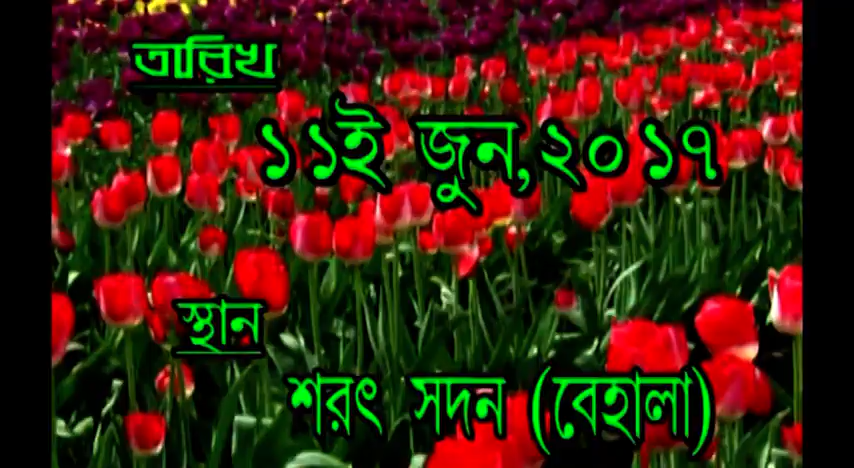 তারিখ
১১ই জুন, ২০১৭
স্থান
শরৎ সদন (বেহালা)